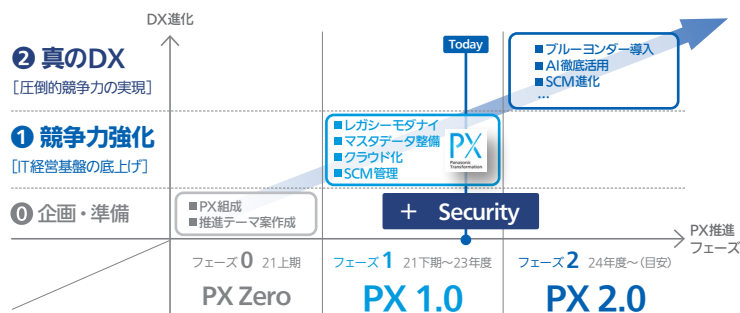 DX進化
❷ 真のDX
[圧倒的競争力の実現]
Today
■ブルーヨンダー導入
■AI徹底活用
■SCM進化
…
❶ 競争力強化
[IT経営基盤の底上げ]
■レガシーモダナイ
■マスタデータ整備
■クラウド化
■SCM管理
PX
Panasonic
Transformation
⓪ 企画・準備
■PX組成
■推進テーマ案作成
+ Security
PX推進
フェーズ
フェーズ0 21上期
フェーズ1 21下期～23年度
フェーズ2 24年度～(目安)
PX Zero
PX 1.0
PX 2.0